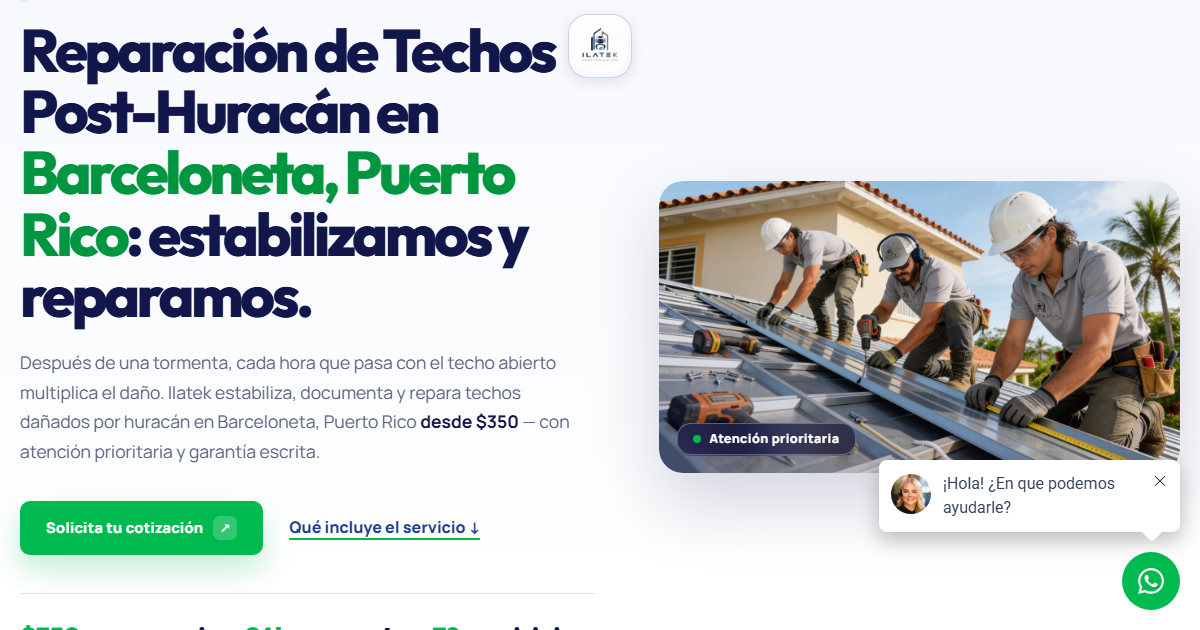 Reparación de Techos
Post-Huracán en
Barceloneta, Puerto
Rico: estabilizamos y
reparamos.
ILATEK
Después de una tormenta, cada hora que pasa con el techo abierto
multiplica el daño. Ilatek estabiliza, documenta y repara techos
dañados por huracán en Barceloneta, Puerto Rico desde $350 — con
atención prioritaria y garantía escrita.
Solicita tu cotización ↗
Qué incluye el servicio ↓
Atención prioritaria
¡Hola! ¿En que podemos
ayudarle?